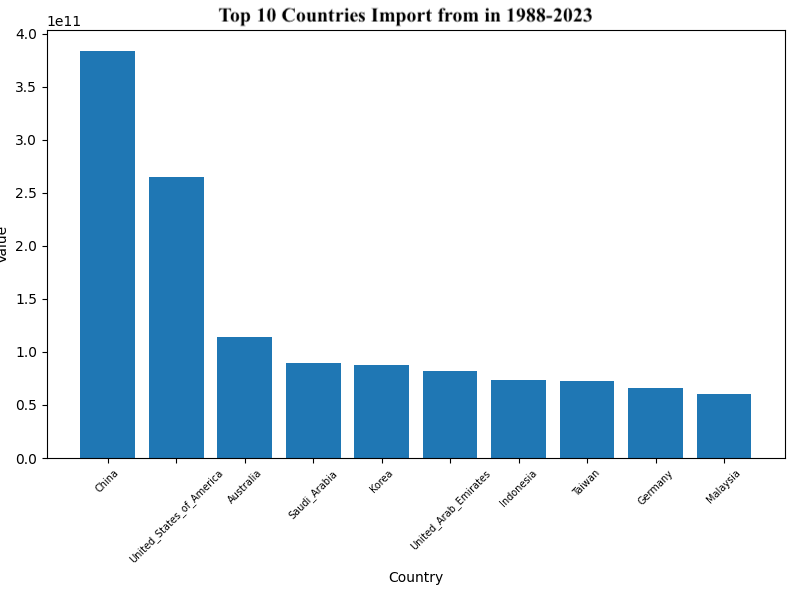 Top 10 Countries Import from in 1988-2023
1e11
4.0
3.5
3.0
2.5
2.0
1.5
1.0
0.5
0.0
Value
China
United_States_of_America
Australia
Saudi_Arabia
Korea
United_Arab_Emirates
Indonesia
Taiwan
Germany
Malaysia
Country